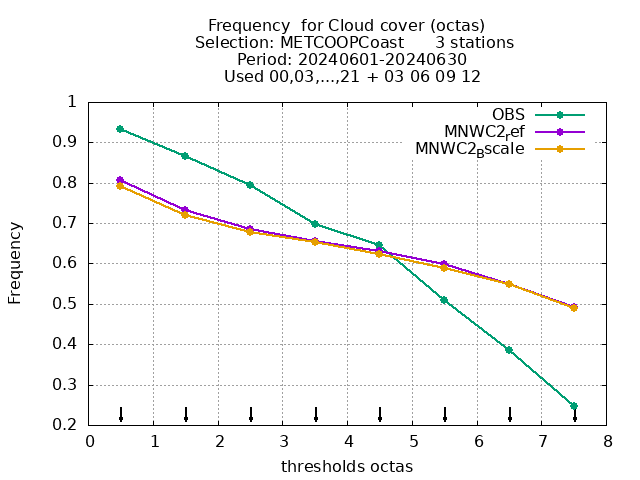 Frequency  for Cloud cover (octas)
Selection: METCOOPCoast      3 stations
Period: 20240601-20240630
Used 00,03,...,21 + 03 06 09 12
OBS
MNWC2ref
MNWC2Bscale
1
0.9
0.8
0.7
0.6
0.5
0.4
0.3
0.2
Frequency
0 1 2 3 4 5 6 7 8
thresholds octas